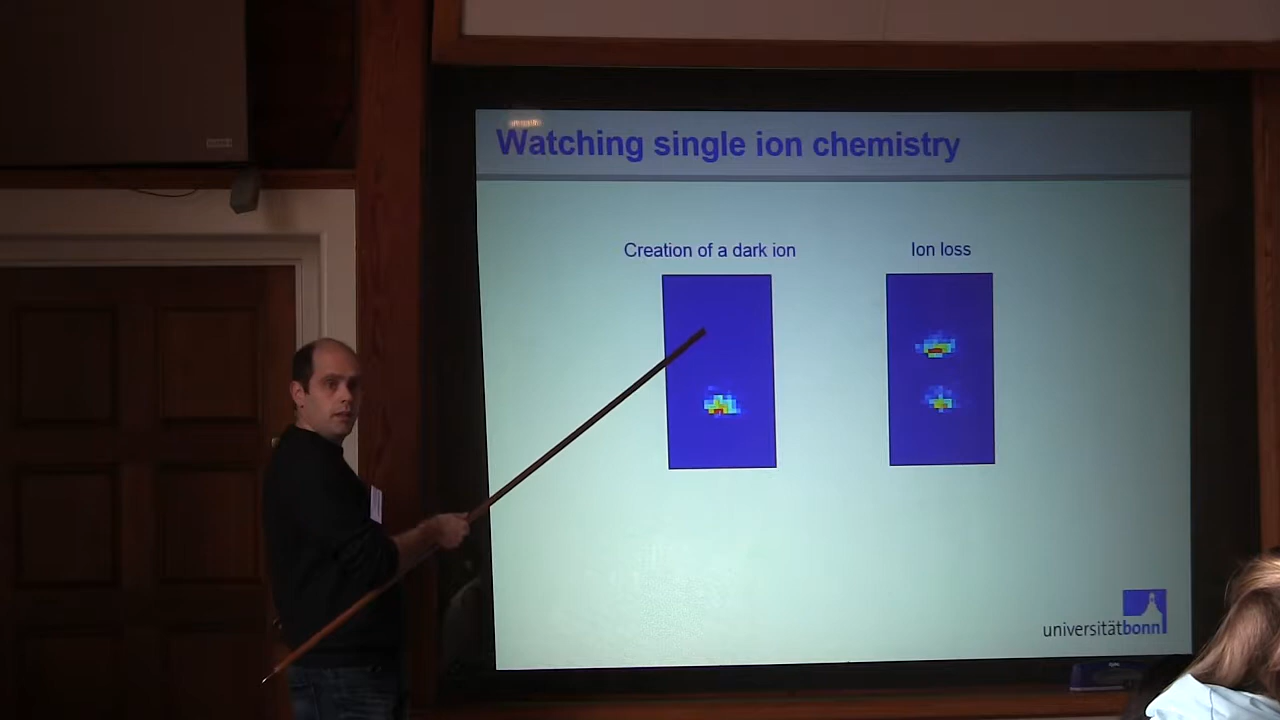 Watching single ion chemistry
Creation of a dark ion
Ion loss
universitätbonn